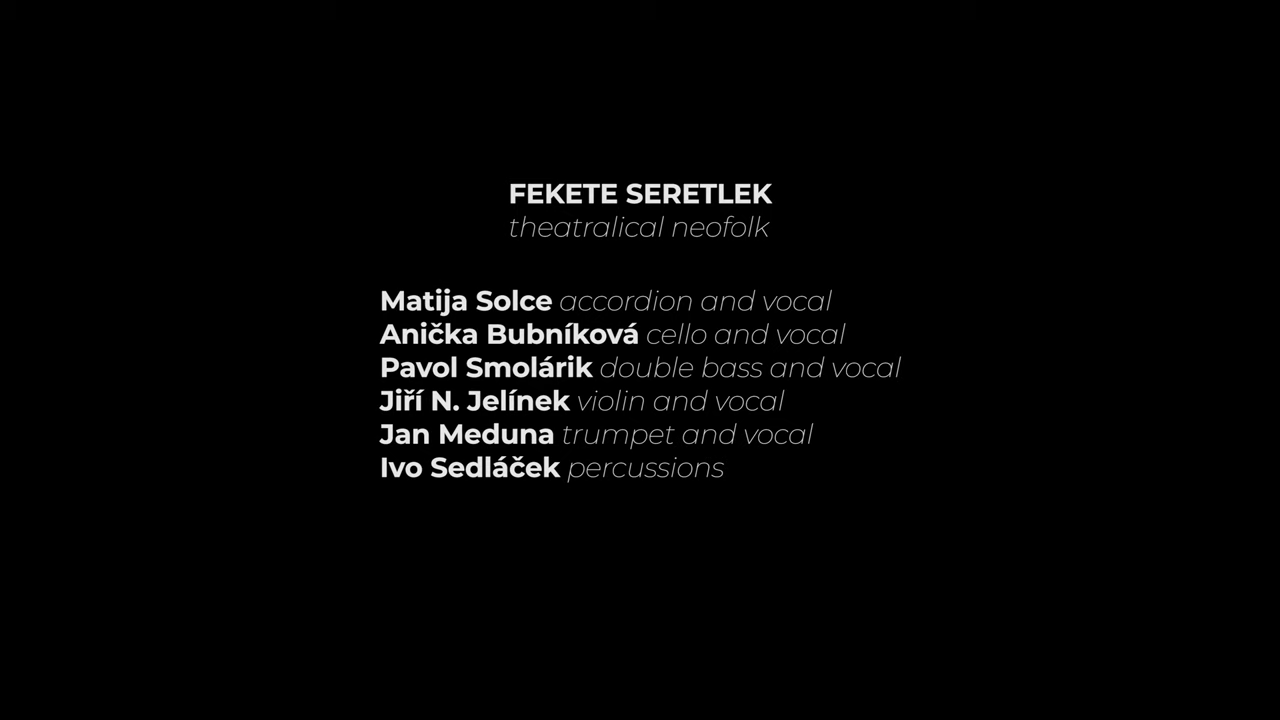 FEKETE SERETLEK
theatralical neofolk
Matija Solce accordion and vocal
Anička Bubníková cello and vocal
Pavol Smolárik double bass and vocal
Jiří N. Jelínek violin and vocal
Jan Meduna trumpet and vocal
Ivo Sedláček percussions